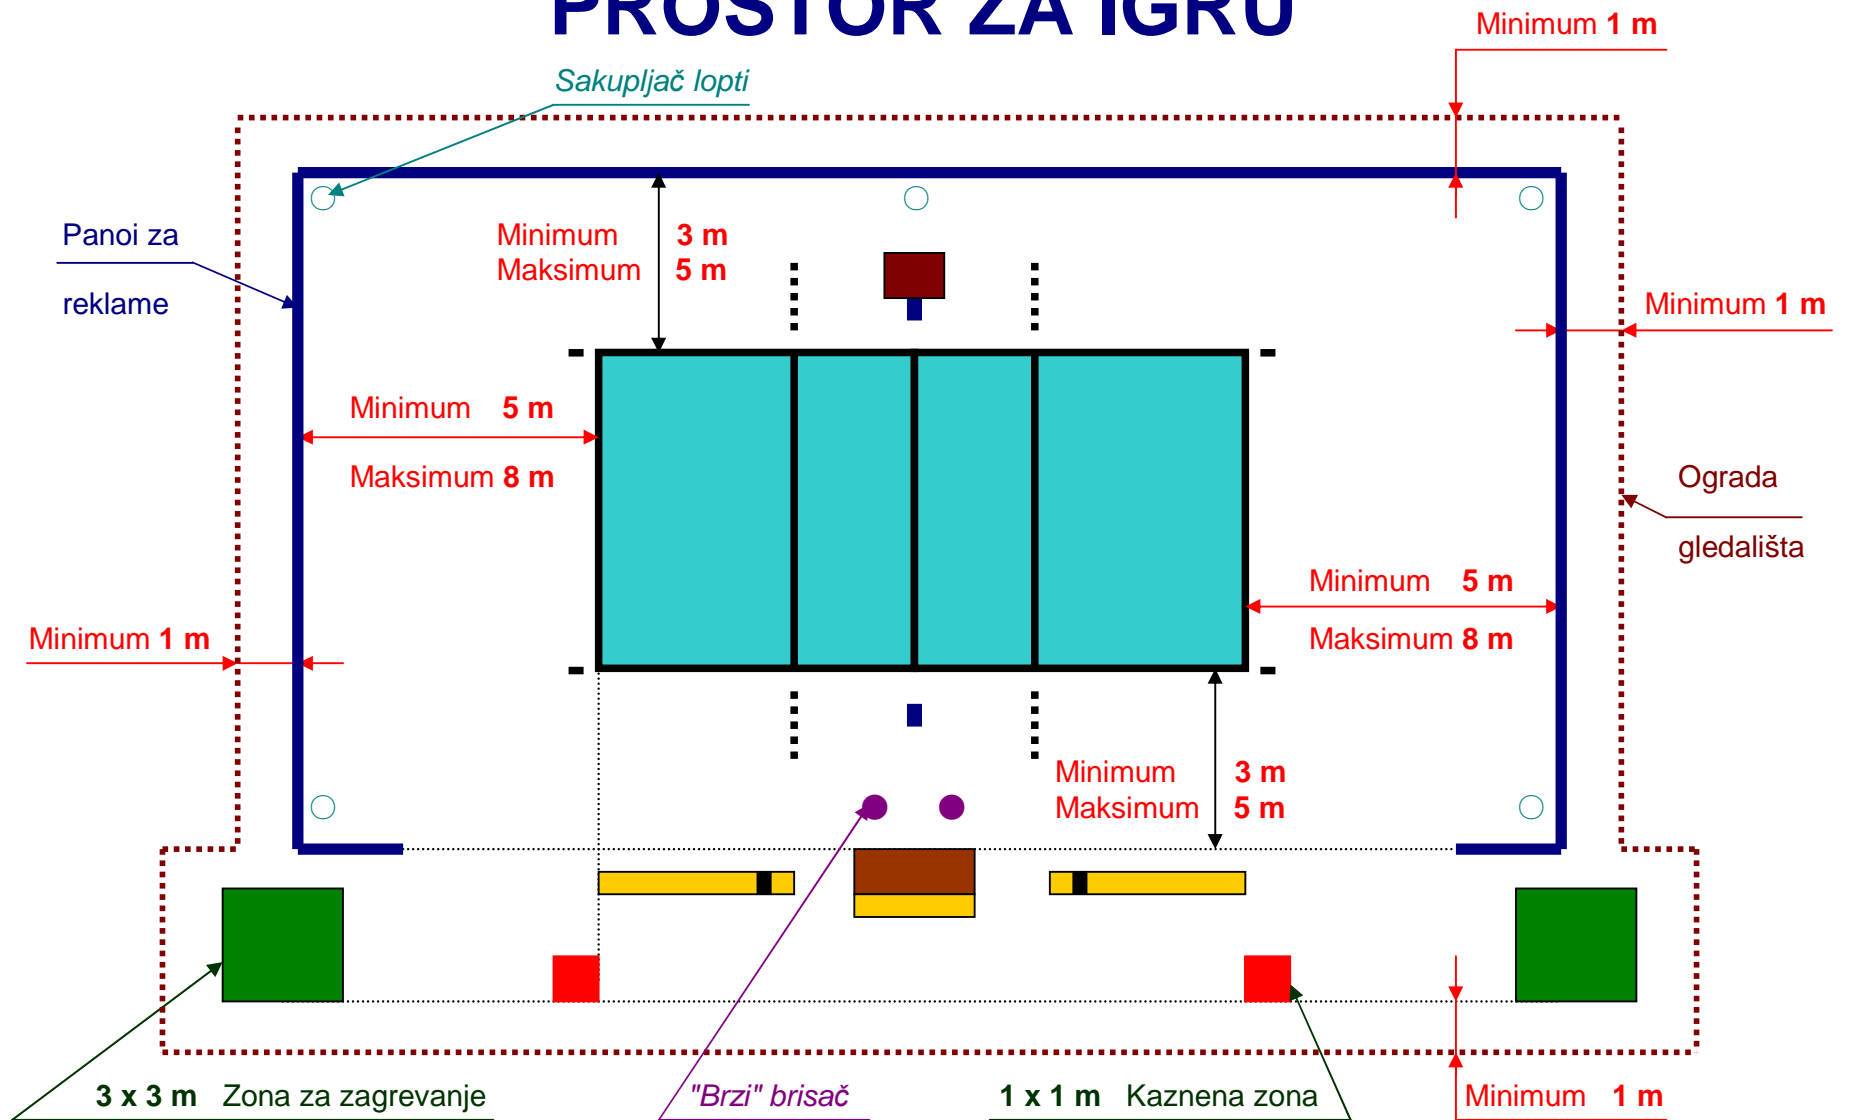 PROSTOR ZA IGRU
Minimum 1 m
Sakupljač lopti
Panoi za
reklame
Minimum 3 m
Maksimum 5 m
Minimum 1 m
Minimum 5 m
Maksimum 8 m
Ograda
gledališta
Minimum 5 m
Maksimum 8 m
Minimum 1 m
Minimum 3 m
Maksimum 5 m
3 x 3 m Zona za zagrevanje
"Brzi" brisač
1 x 1 m Kaznena zona
Minimum 1 m